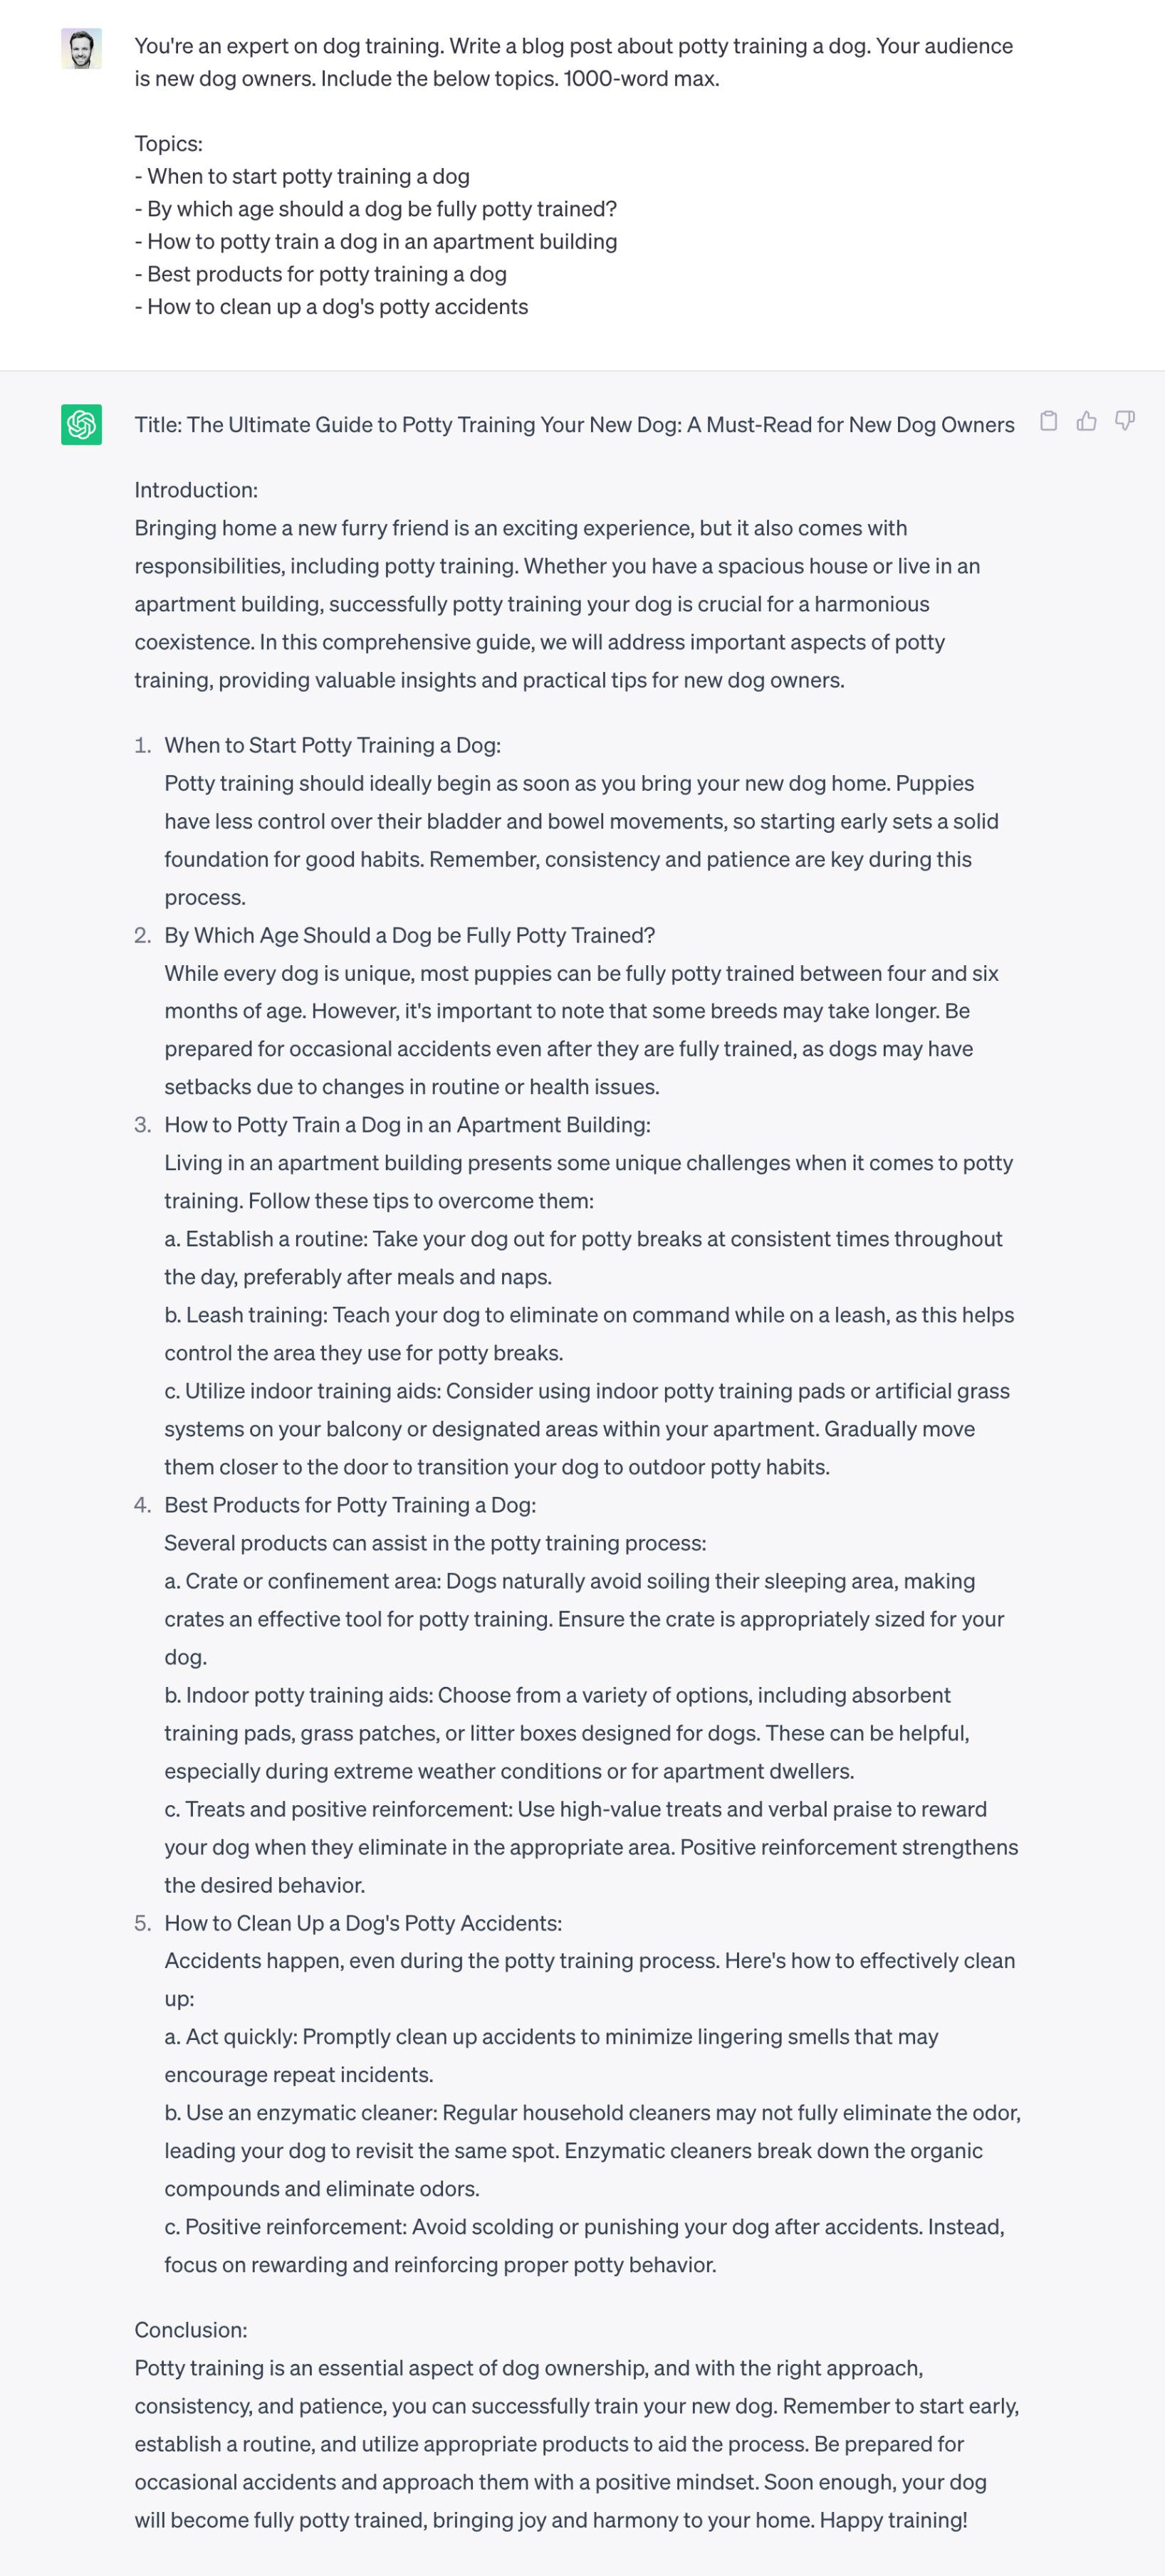 You're an expert on dog training. Write a blog post about potty training a dog. Your audience
is new dog owners. Include the below topics. 1000-word max.
Topics:
- When to start potty training a dog
- By which age should a dog be fully potty trained?
- How to potty train a dog in an apartment building
- Best products for potty training a dog
- How to clean up a dog's potty accidents
Title: The Ultimate Guide to Potty Training Your New Dog: A Must-Read for New Dog Owners
Introduction:
Bringing home a new furry friend is an exciting experience, but it also comes with
responsibilities, including potty training. Whether you have a spacious house or live in an
apartment building, successfully potty training your dog is crucial for a harmonious
coexistence. In this comprehensive guide, we will address important aspects of potty
training, providing valuable insights and practical tips for new dog owners.
1. When to Start Potty Training a Dog:
Potty training should ideally begin as soon as you bring your new dog home. Puppies
have less control over their bladder and bowel movements, so starting early sets a solid
foundation for good habits. Remember, consistency and patience are key during this
process.
2. By Which Age Should a Dog be Fully Potty Trained?
While every dog is unique, most puppies can be fully potty trained between four and six
months of age. However, it's important to note that some breeds may take longer. Be
prepared for occasional accidents even after they are fully trained, as dogs may have
setbacks due to changes in routine or health issues.
3. How to Potty Train a Dog in an Apartment Building:
Living in an apartment building presents some unique challenges when it comes to potty
training. Follow these tips to overcome them:
a. Establish a routine: Take your dog out for potty breaks at consistent times throughout
the day, preferably after meals and naps.
b. Leash training: Teach your dog to eliminate on command while on a leash, as this helps
control the area they use for potty breaks.
c. Utilize indoor training aids: Consider using indoor potty training pads or artificial grass
systems on your balcony or designated areas within your apartment. Gradually move
them closer to the door to transition your dog to outdoor potty habits.
4. Best Products for Potty Training a Dog:
Several products can assist in the potty training process:
a. Crate or confinement area: Dogs naturally avoid soiling their sleeping area, making
crates an effective tool for potty training. Ensure the crate is appropriately sized for your
dog.
b. Indoor potty training aids: Choose from a variety of options, including absorbent
training pads, grass patches, or litter boxes designed for dogs. These can be helpful,
especially during extreme weather conditions or for apartment dwellers.
c. Treats and positive reinforcement: Use high-value treats and verbal praise to reward
your dog when they eliminate in the appropriate area. Positive reinforcement strengthens
the desired behavior.
5. How to Clean Up a Dog's Potty Accidents:
Accidents happen, even during the potty training process. Here's how to effectively clean
up:
a. Act quickly: Promptly clean up accidents to minimize lingering smells that may
encourage repeat incidents.
b. Use an enzymatic cleaner: Regular household cleaners may not fully eliminate the odor,
leading your dog to revisit the same spot. Enzymatic cleaners break down the organic
compounds and eliminate odors.
c. Positive reinforcement: Avoid scolding or punishing your dog after accidents. Instead,
focus on rewarding and reinforcing proper potty behavior.
Conclusion:
Potty training is an essential aspect of dog ownership, and with the right approach,
consistency, and patience, you can successfully train your new dog. Remember to start early,
establish a routine, and utilize appropriate products to aid the process. Be prepared for
occasional accidents and approach them with a positive mindset. Soon enough, your dog
will become fully potty trained, bringing joy and harmony to your home. Happy training!